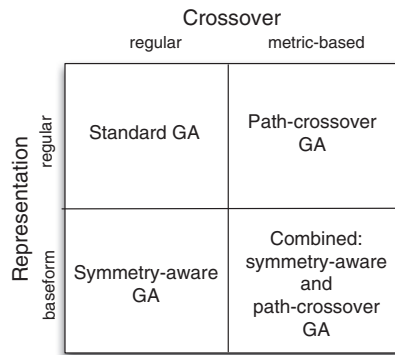 Crossover
regular
metric-based
Representation
regular
Standard GA
Path-crossover
GA
baseform
Symmetry-aware
GA
Combined:
symmetry-aware
and
path-crossover
GA